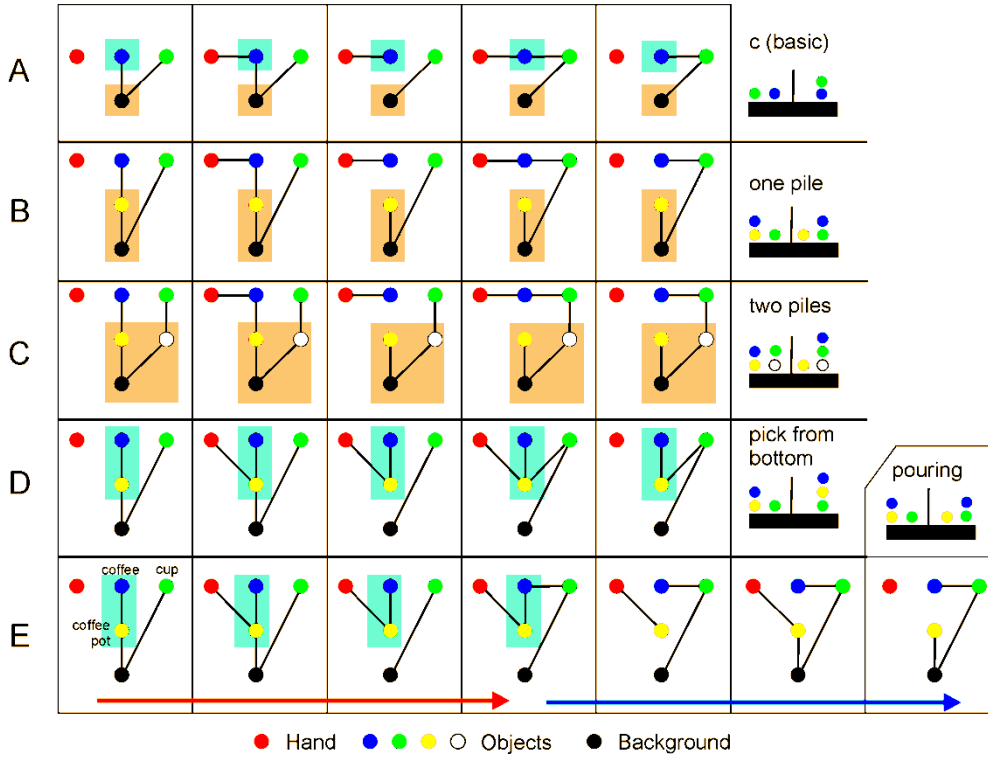 A
c (basic)
B
one pile
C
two piles
D
pick from
bottom
pouring
E
coffee
cup
coffee
pot
Hand
Objects
Background